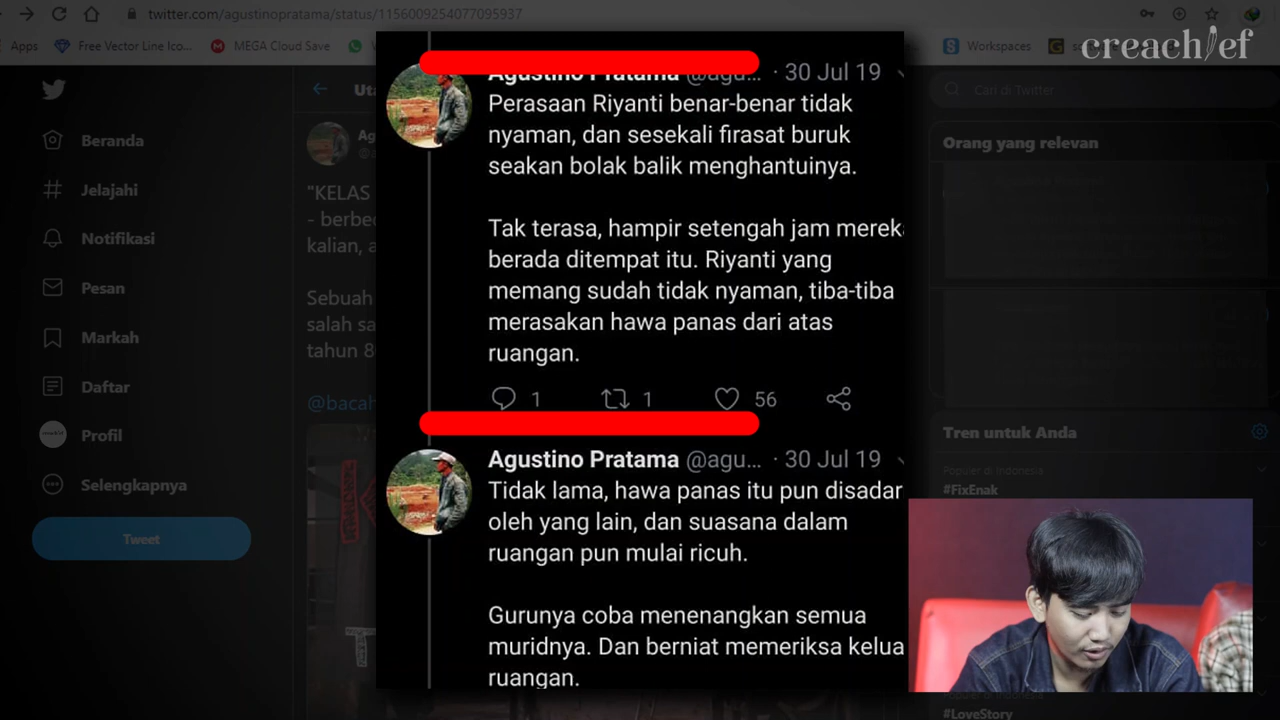 twitter.com/agustinopratama/status/1156009254077095937
Apps
Free Vector Line Ico...
MEGA Cloud Save
Workspaces
creachief
Beranda
Jelajahi
Notifikasi
Pesan
Markah
Daftar
Profil
Selengkapnya
Tweet
"KELAS
kalian, a
Sebuah
salah sa
tahun 8
Agustino Pratama @agu... · 30 Jul 19
Perasaan Riyanti benar-benar tidak
nyaman, dan sesekali firasat buruk
seakan bolak balik menghantuinya.
Tak terasa, hampir setengah jam merek
berada ditempat itu. Riyanti yang
memang sudah tidak nyaman, tiba-tiba
merasakan hawa panas dari atas
ruangan.
1 1 56
Agustino Pratama @agu... · 30 Jul 19
Tidak lama, hawa panas itu pun disadar
oleh yang lain, dan suasana dalam
ruangan pun mulai ricuh.
Gurunya coba menenangkan semua
muridnya. Dan berniat memeriksa kelua
ruangan.
Cari di Twitter
Orang yang relevan
Tren untuk Anda
Populer di Indonesia
#FixEnak
#LoveStory